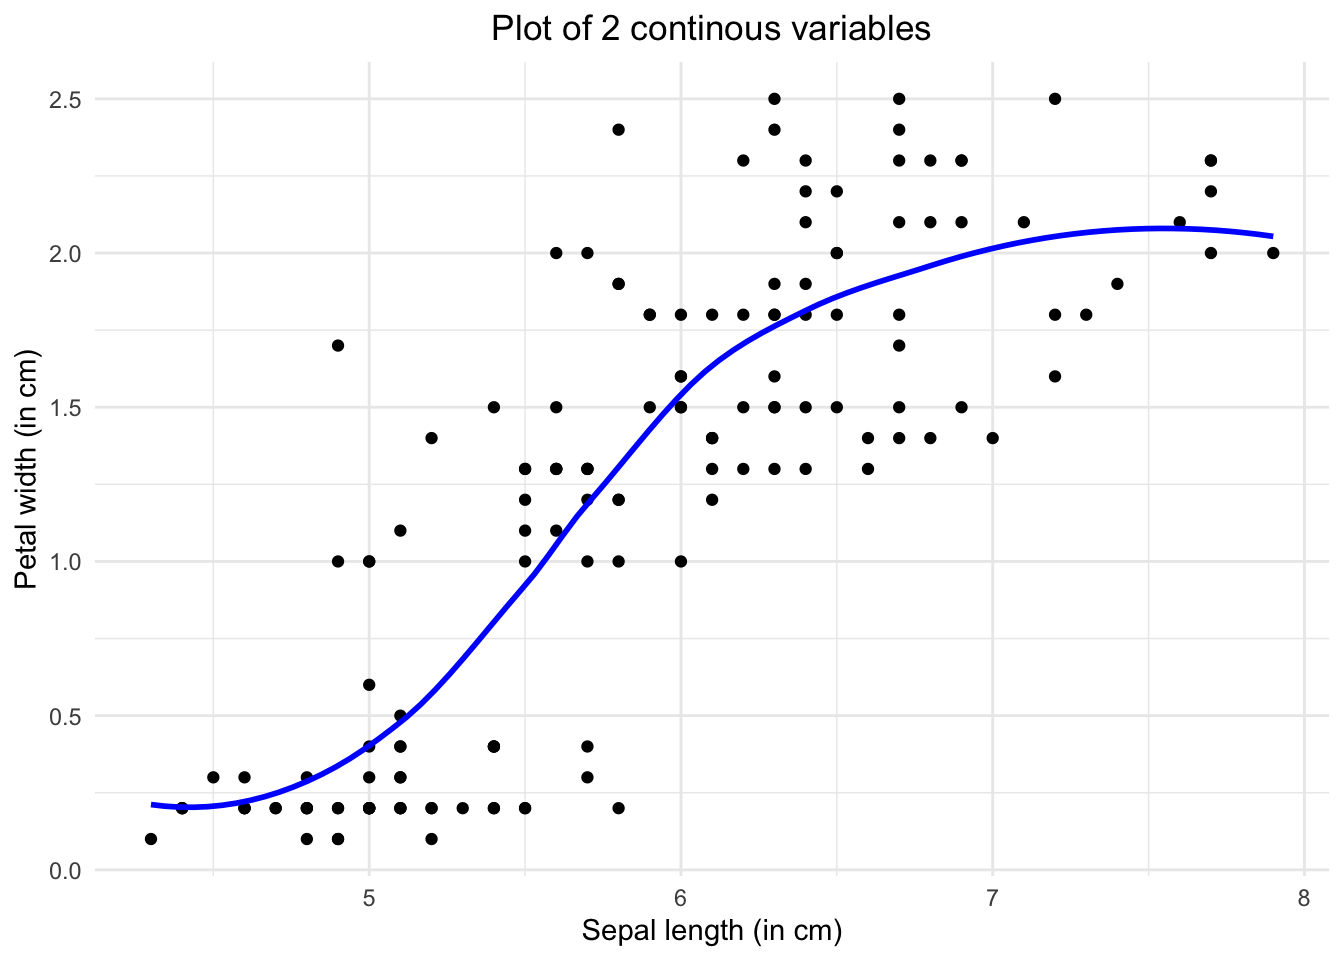 Plot of 2 continous variables
2.5
2.0
1.5
1.0
0.5
0.0
Petal width (in cm)
5 6 7 8
Sepal length (in cm)